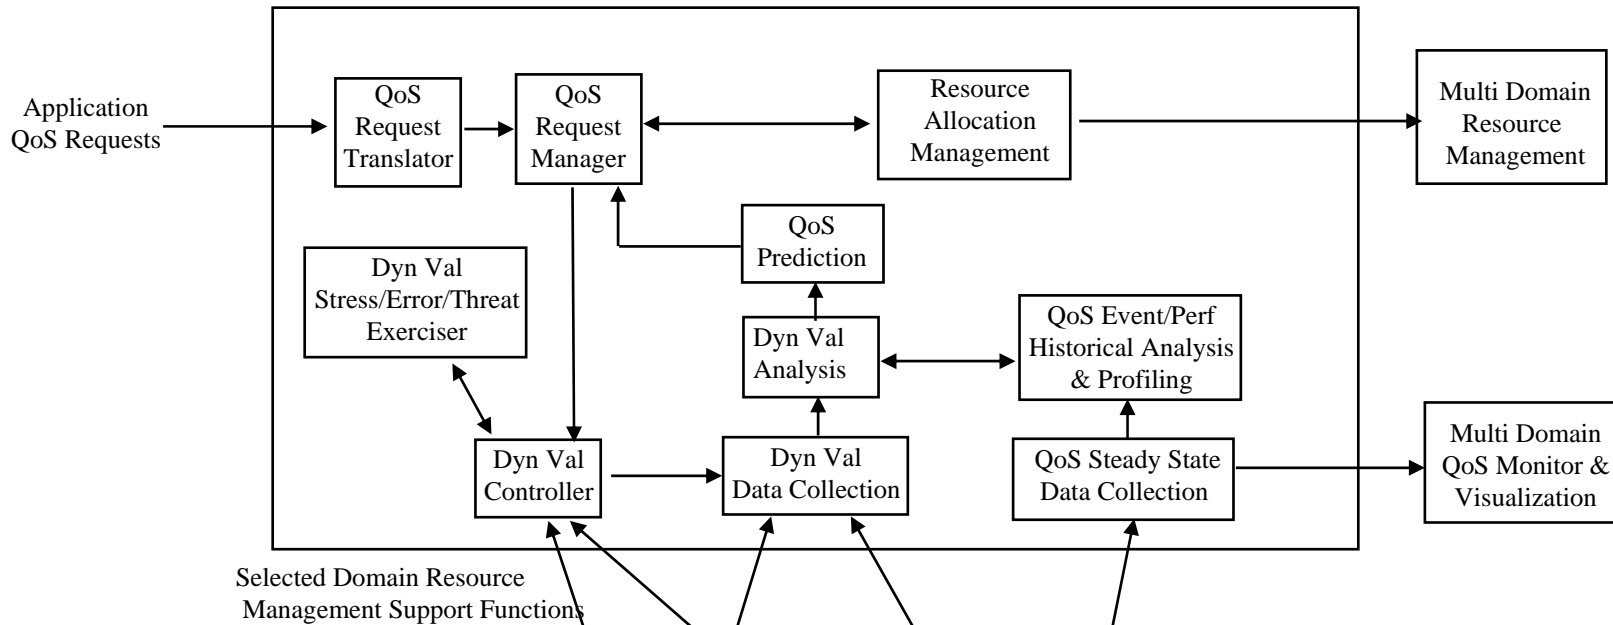 Application
QoS Requests
QoS
Request
Translator
QoS
Request
Manager
Resource
Allocation
Management
Multi Domain
Resource
Management
QoS
Prediction
Dyn Val
Stress/Error/Threat
Exerciser
Dyn Val
Analysis
QoS Event/Perf
Historical Analysis
& Profiling
Dyn Val
Controller
Dyn Val
Data Collection
QoS Steady State
Data Collection
Multi Domain
QoS Monitor &
Visualization
Selected Domain Resource
Management Support Functions